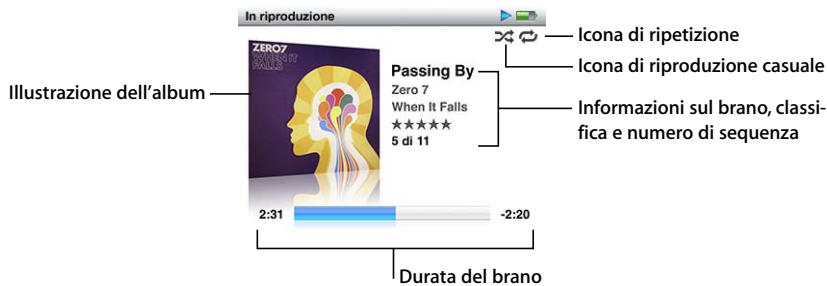 In riproduzione
Icona di ripetizione
Icona di riproduzione casuale
ZERO7
WHEN IT
FALLS
Illustrazione dell'album
Passing By
Zero 7
When It Falls
★★★★★
5 di 11
Informazioni sul brano, classi-
fica e numero di sequenza
2:31
-2:20
Durata del brano